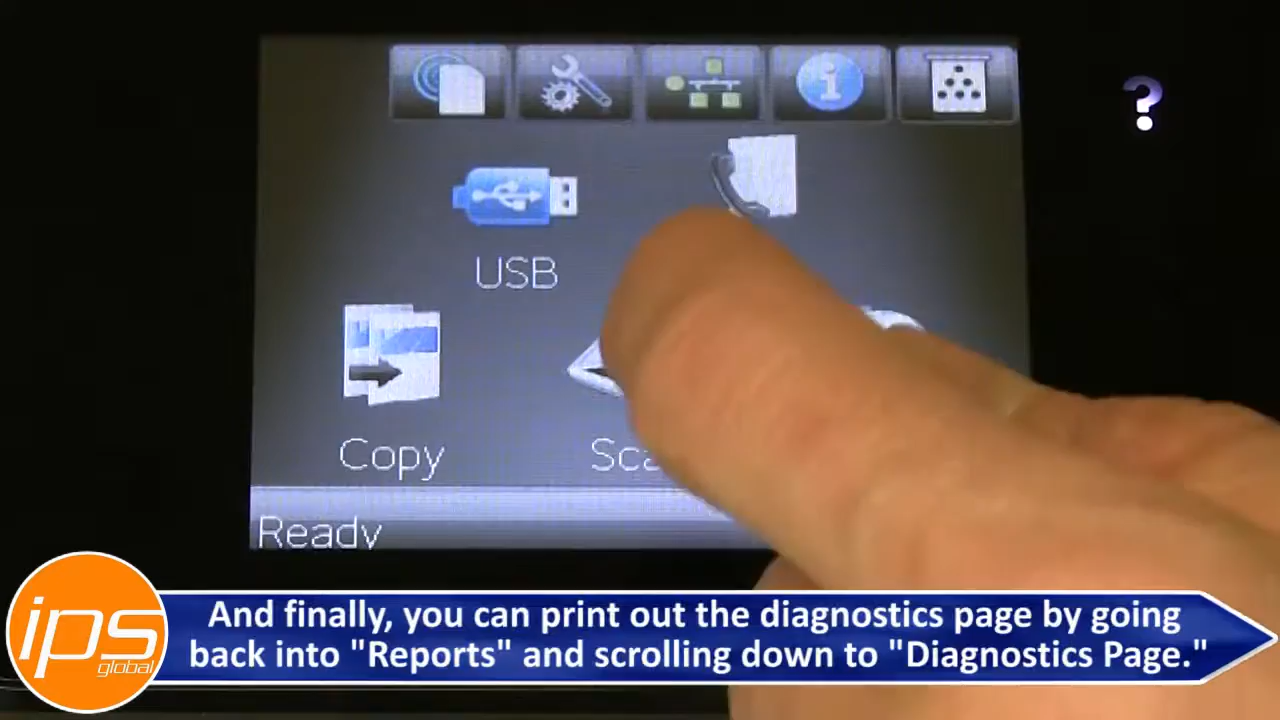 ?
USB
Copy
Sca
Ready
ips
global
And finally, you can print out the diagnostics page by going
back into "Reports" and scrolling down to "Diagnostics Page."